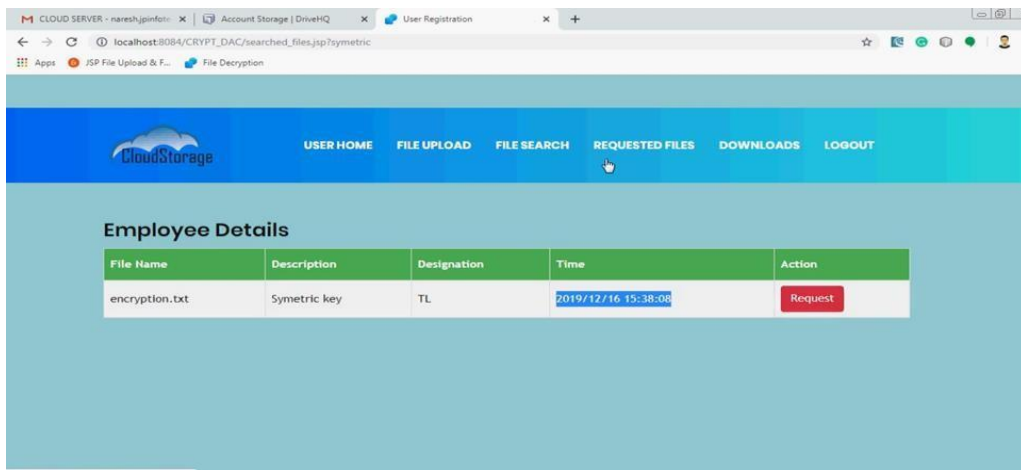 CLOUD SERVER - naresh.jpinfote
Account Storage | DriveHQ
User Registration
localhost:8084/CRYPT_DAC/searched_files.jsp?symetric
Apps
JSP File Upload & F...
File Decryption
CloudStorage
USER HOME
FILE UPLOAD
FILE SEARCH
REQUESTED FILES
DOWNLOADS
LOGOUT
Employee Details
File Name Description Designation Time Action
encryption.txt Symetric key TL 2019/12/16 15:38:08 Request